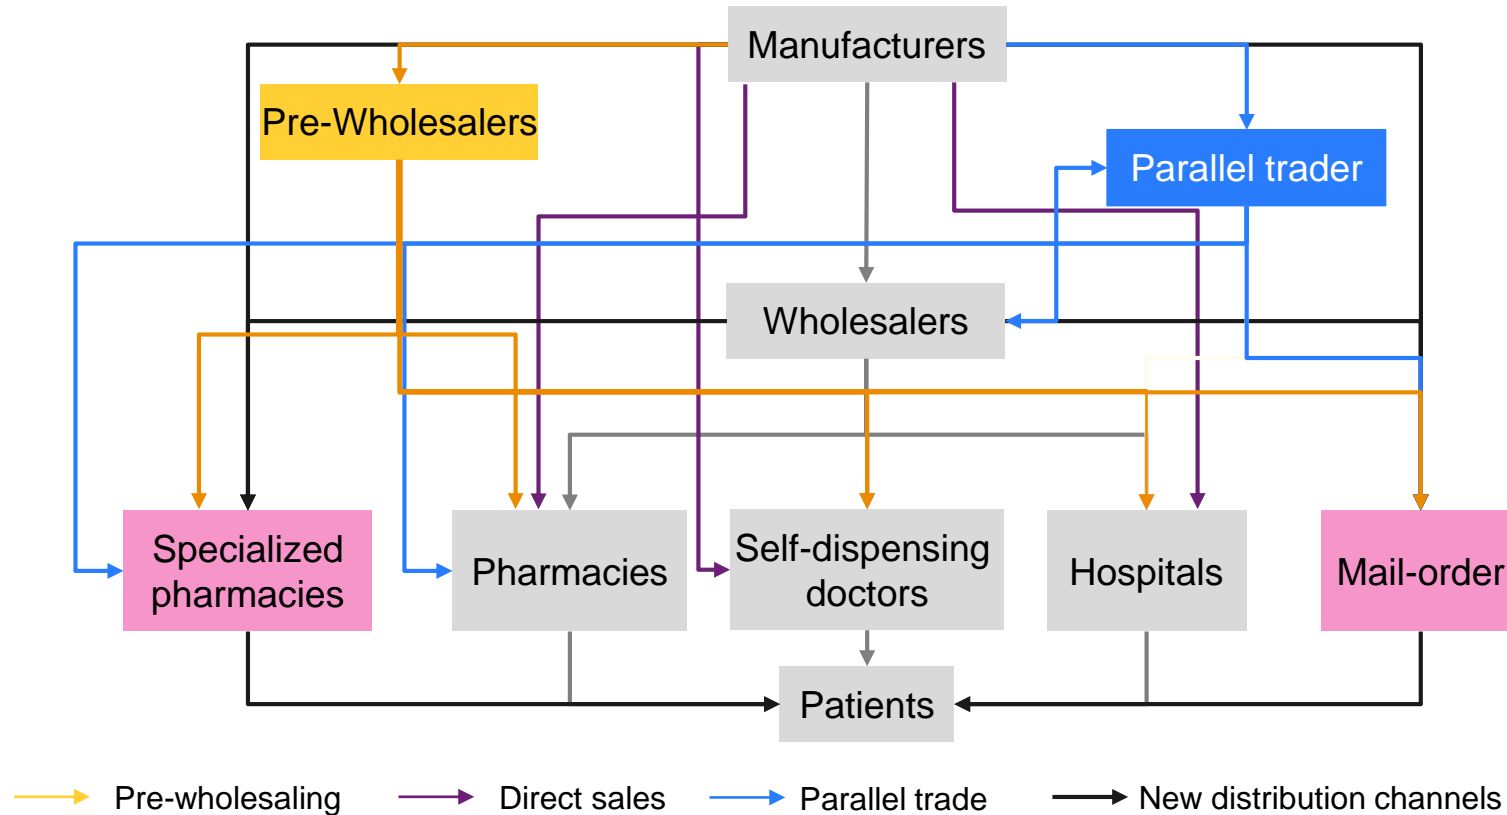 Manufacturers
Pre-Wholesalers
Parallel trader
Wholesalers
Specialized
pharmacies
Pharmacies
Self-dispensing
doctors
Hospitals
Mail-order
Patients
Pre-wholesaling
Direct sales
Parallel trade
New distribution channels